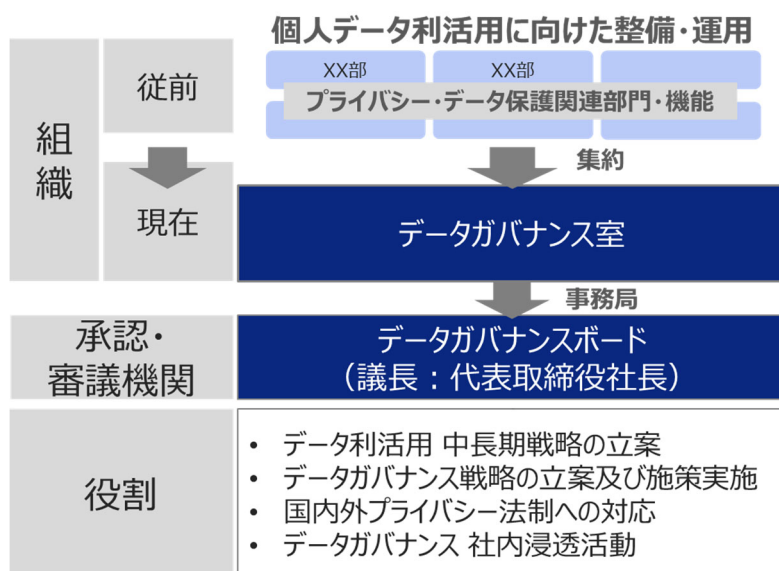 個人データ利活用に向けた整備・運用
組織
従前
XX部
XX部
プライバシー・データ保護関連部門・機能
集約
現在
データガバナンス室
事務局
承認・
審議機関
データガバナンスボード
（議長：代表取締役社長）
役割
• データ利活用 中長期戦略の立案
• データガバナンス戦略の立案及び施策実施
• 国内外プライバシー法制への対応
• データガバナンス 社内浸透活動